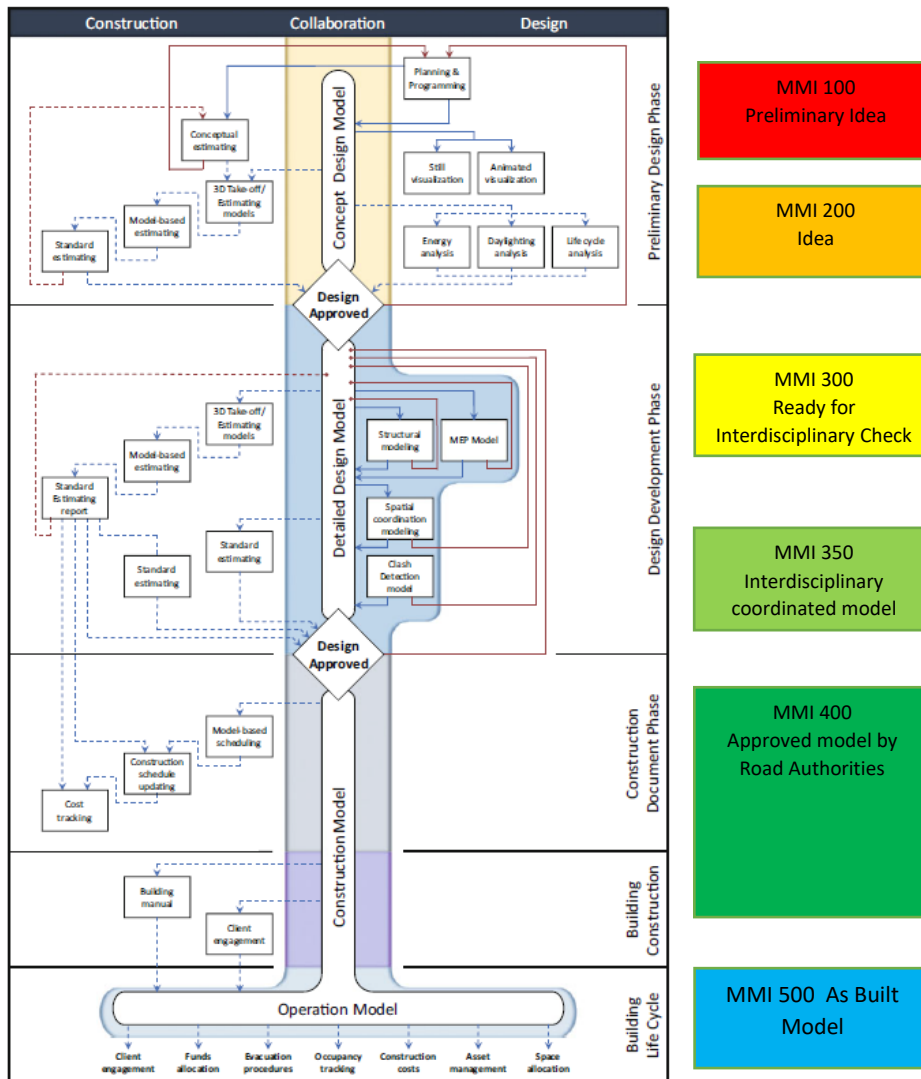 Construction
Collaboration
Design
Planning &
Programming
Conceptual
estimating
3D Take-off/
Estimating
models
Model-based
estimating
Standard
estimating
Concept Design Model
Still
visualization
Animated
visualization
Energy
analysis
Daylighting
analysis
Life cycle
analysis
Design
Approved
Preliminary Design Phase
3D Take-off/
Estimating
models
Model-based
estimating
Standard
Estimating
report
Standard
estimating
Standard
estimating
Detailed Design Model
Structural
modeling
MEP Model
Spatial
coordination
modeling
Clash
Detection
model
Design
Approved
Design Development Phase
Model-based
scheduling
Construction
schedule
updating
Cost
tracking
Construction Model
Construction
Document Phase
Building
manual
Client
engagement
Building
Construction
Operation Model
Building
Life Cycle
Client
engagement
Funds
allocation
Evacuation
procedures
Occupancy
tracking
Construction
costs
Asset
management
Space
allocation
MMI 100
Preliminary Idea
MMI 200
Idea
MMI 300
Ready for
Interdisciplinary Check
MMI 350
Interdisciplinary
coordinated model
MMI 400
Approved model by
Road Authorities
MMI 500 As Built
Model